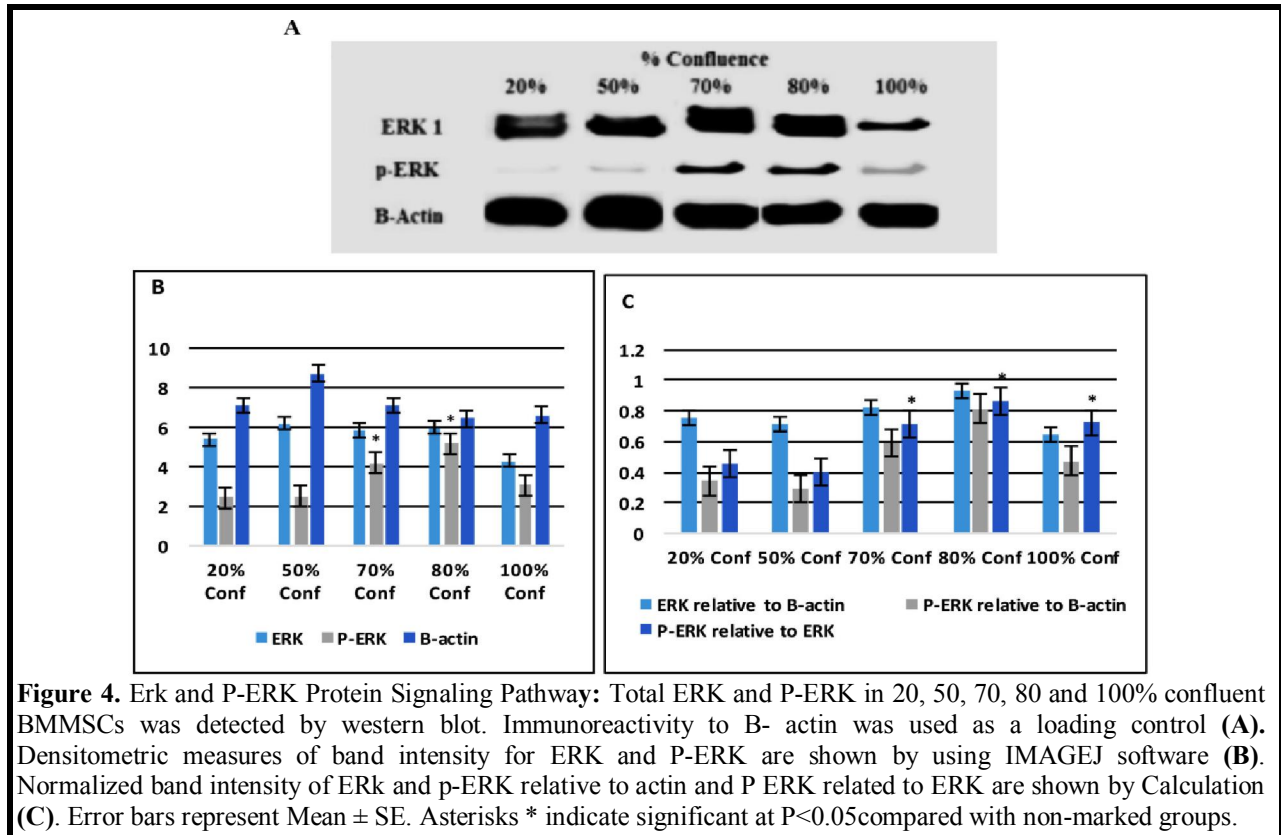 A
% Confluence
20% 50% 70% 80% 100%
ERK 1
p-ERK
B-Actin
B
10
8
6
4
2
0
* *
20% Conf 50% Conf 70% Conf 80% Conf 100% Conf
ERK P-ERK B-actin
C
1.2
1
0.8
0.6
0.4
0.2
0
* * *
20% Conf 50% Conf 70% Conf 80% Conf 100% Conf
ERK relative to B-actin P-ERK relative to B-actin
P-ERK relative to ERK
Figure 4. Erk and P-ERK Protein Signaling Pathway: Total ERK and P-ERK in 20, 50, 70, 80 and 100% confluent
BMMSCs was detected by western blot. Immunoreactivity to B- actin was used as a loading control (A).
Densitometric measures of band intensity for ERK and P-ERK are shown by using IMAGEJ software (B).
Normalized band intensity of ERk and p-ERK relative to actin and P ERK related to ERK are shown by Calculation
(C). Error bars represent Mean ± SE. Asterisks * indicate significant at P<0.05compared with non-marked groups.